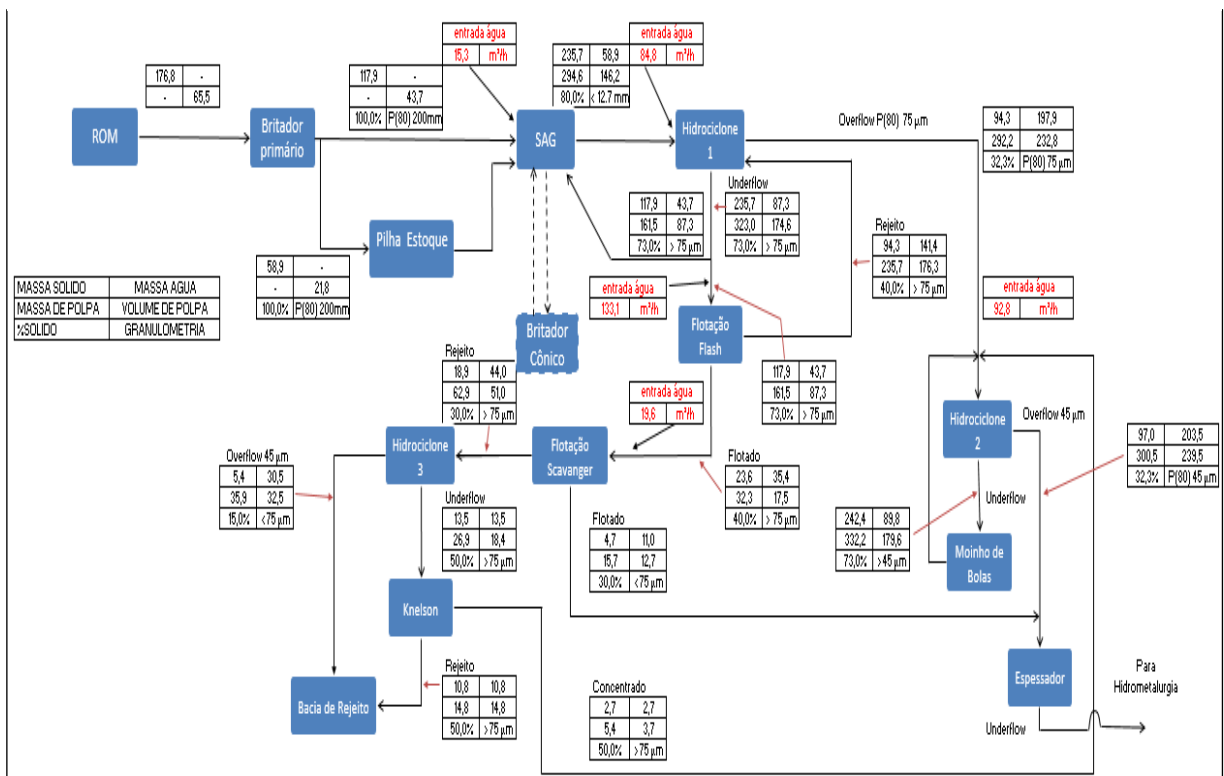 entrada água
15,3 m³/h
176,8 -
- 65,5
117,9 -
- 43,7
100,0% P(80) 200mm
235,7 58,9
294,6 146,2
80,0% < 12.7 mm
entrada água
84,8 m³/h
ROM
Britador
primário
SAG
Hidrociclone
1
Overflow P(80) 75 µm
94,3 197,9
292,2 232,8
32,3% P(80) 75 µm
117,9 43,7
161,5 87,3
73,0% > 75 µm
Underflow
235,7 87,3
323,0 174,6
73,0% > 75 µm
Rejeito
94,3 141,4
235,7 176,3
40,0% > 75 µm
Pilha Estoque
58,9 -
- 21,8
100,0% P(80) 200mm
MASSA SOLIDO MASSA AGUA
MASSA DE POLPA VOLUME DE POLPA
%SOLIDO GRANULOMETRIA
entrada água
133,1 m³/h
entrada água
92,8 m³/h
Britador
Cônico
Flotação
Flash
Rejeito
18,9 44,0
62,9 51,0
30,0% > 75 µm
117,9 43,7
161,5 87,3
73,0% > 75 µm
entrada água
19,6 m³/h
Hidrociclone
3
Flotação
Scavanger
Hidrociclone
2
Overflow 45 µm
97,0 203,5
300,5 239,5
32,3% P(80) 45 µm
Overflow 45 µm
5,4 30,5
35,9 32,5
15,0% <75 µm
Flotado
23,6 35,4
32,3 17,5
40,0% > 75 µm
Underflow
13,5 13,5
26,9 18,4
50,0% >75 µm
Flotado
4,7 11,0
15,7 12,7
30,0% <75 µm
Underflow
242,4 89,8
332,2 179,6
73,0% >45 µm
Moinho de
Bolas
Knelson
Rejeito
10,8 10,8
14,8 14,8
50,0% >75 µm
Bacia de Rejeito
Concentrado
2,7 2,7
5,4 3,7
50,0% >75 µm
Espessador
Para
Hidrometalurgia
Underflow